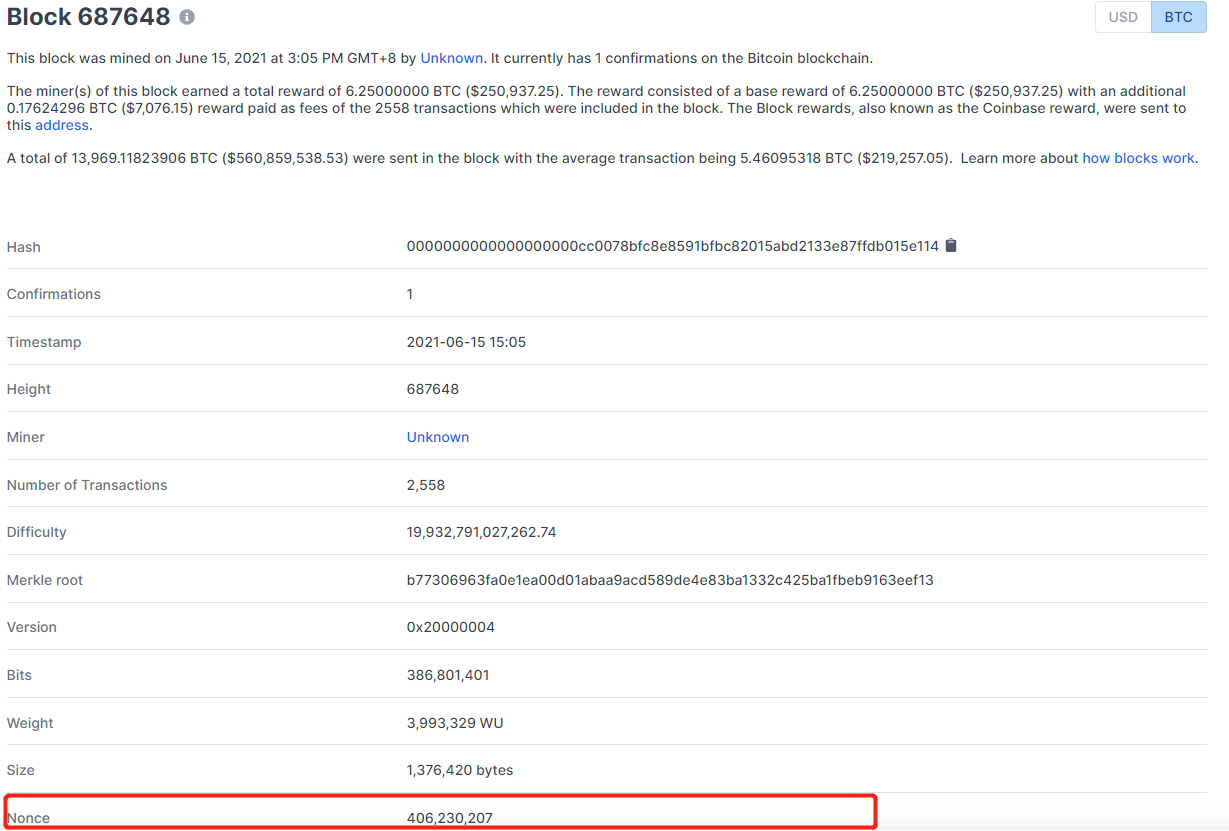 Block 687648
USD BTC
This block was mined on June 15, 2021 at 3:05 PM GMT+8 by Unknown. It currently has 1 confirmations on the Bitcoin blockchain.
The miner(s) of this block earned a total reward of 6.25000000 BTC ($250,937.25). The reward consisted of a base reward of 6.25000000 BTC ($250,937.25) with an additional
0.17624296 BTC ($7,076.15) reward paid as fees of the 2558 transactions which were included in the block. The Block rewards, also known as the Coinbase reward, were sent to
this address.
A total of 13,969.11823906 BTC ($560,859,538.53) were sent in the block with the average transaction being 5.46095318 BTC ($219,257.05). Learn more about how blocks work.
Hash 0000000000000000000cc0078bfc8e8591bfbc82015abd2133e87ffdb015e114
Confirmations 1
Timestamp 2021-06-15 15:05
Height 687648
Miner Unknown
Number of Transactions 2,558
Difficulty 19,932,791,027,262.74
Merkle root b77306963fa0e1ea00d01abaa9acd589de4e83ba1332c425ba1fbeb9163eef13
Version 0x20000004
Bits 386,801,401
Weight 3,993,329 WU
Size 1,376,420 bytes
Nonce 406,230,207